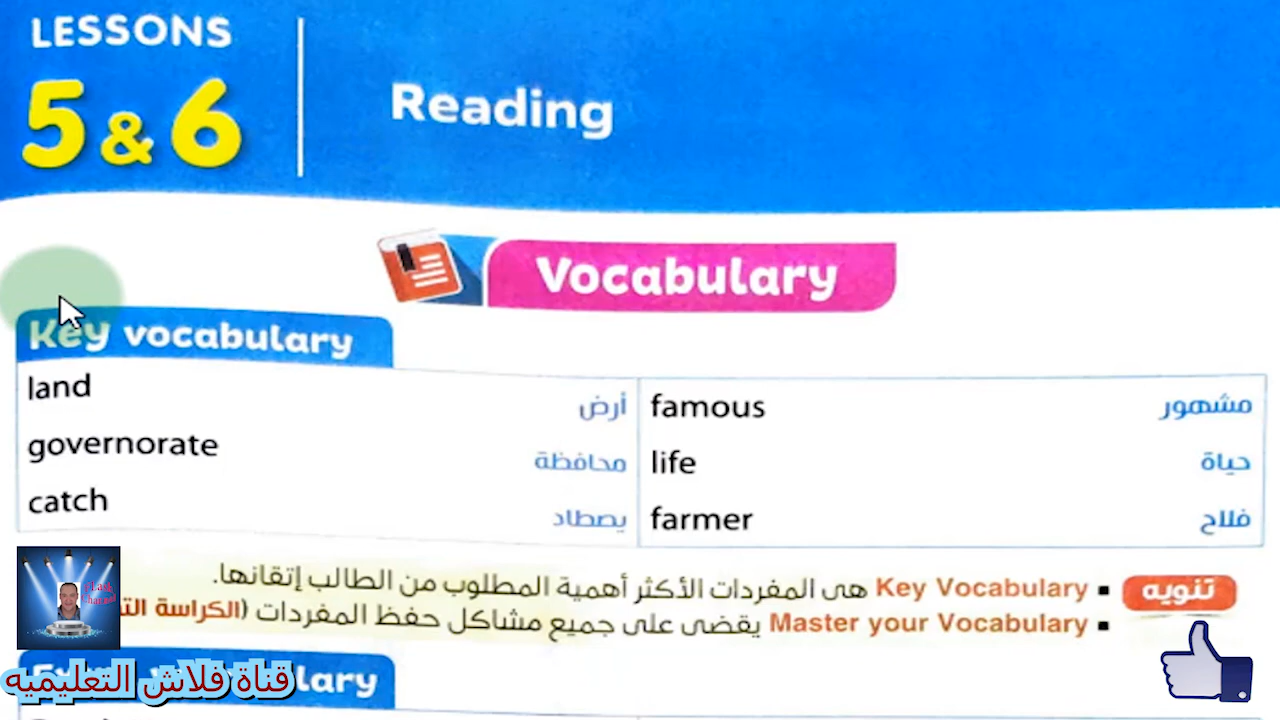 LESSONS
5 & 6
Reading
Vocabulary
Key vocabulary
land أرض
governorate محافظة
catch يصطاد
famous مشهور
life حياة
farmer فلاح
تنويه
▪ Key Vocabulary هى المفردات الأكثر أهمية المطلوب من الطالب إتقانها.
▪ Master your Vocabulary يقضى على جميع مشاكل حفظ المفردات (الكراسة
قناة فلاش التعليميه